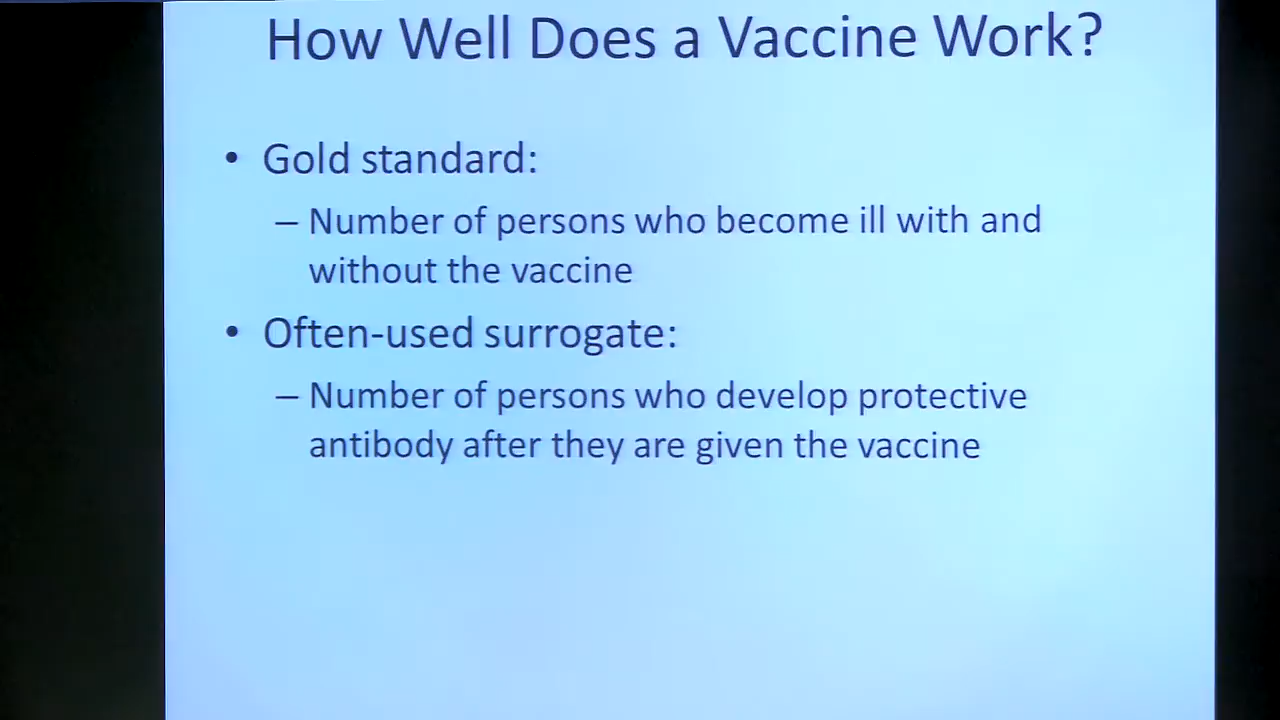 How Well Does a Vaccine Work?
• Gold standard:
– Number of persons who become ill with and
without the vaccine
• Often-used surrogate:
– Number of persons who develop protective
antibody after they are given the vaccine